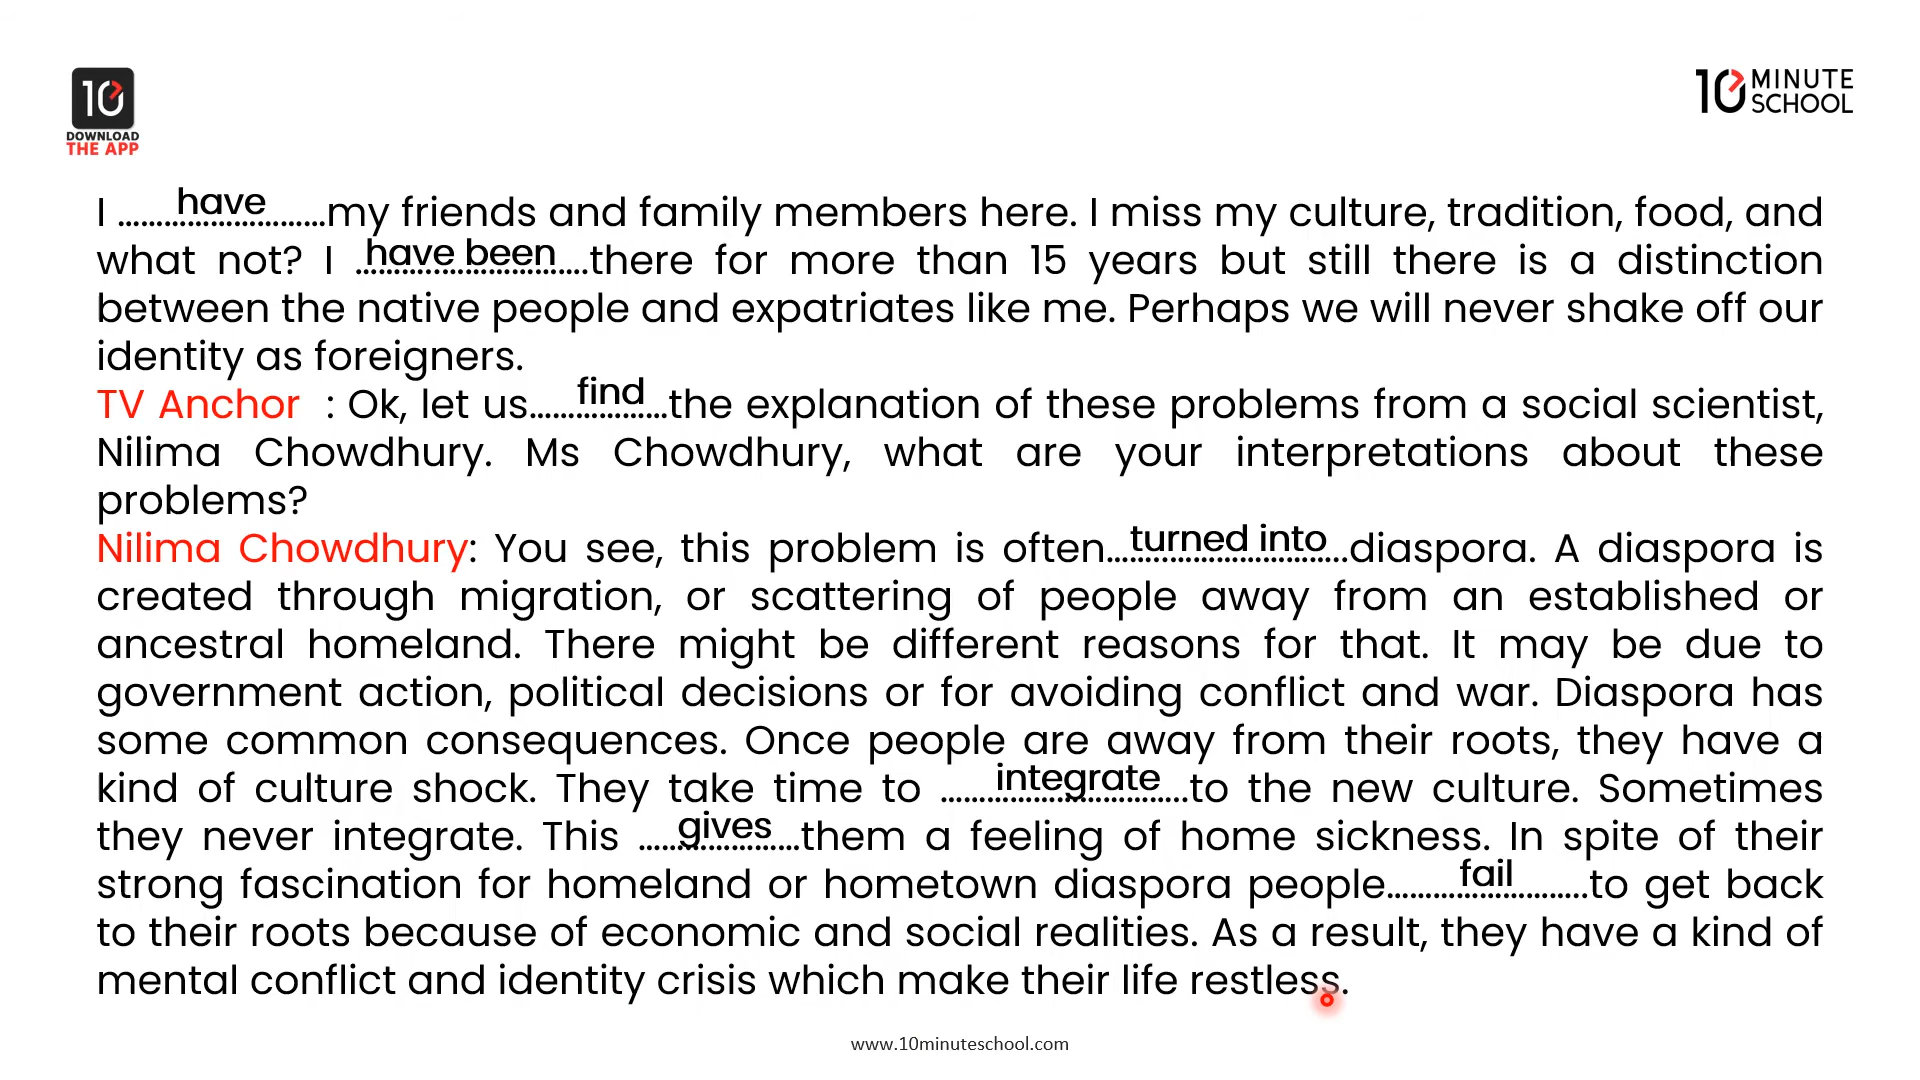 10
DOWNLOAD
THE APP
10 MINUTE
SCHOOL
I ......... have .........my friends and family members here. I miss my culture, tradition, food, and
what not? I ...have been...there for more than 15 years but still there is a distinction
between the native people and expatriates like me. Perhaps we will never shake off our
identity as foreigners.
TV Anchor : Ok, let us......find...the explanation of these problems from a social scientist,
Nilima Chowdhury. Ms Chowdhury, what are your interpretations about these
problems?
Nilima Chowdhury: You see, this problem is often...turned into...diaspora. A diaspora is
created through migration, or scattering of people away from an established or
ancestral homeland. There might be different reasons for that. It may be due to
government action, political decisions or for avoiding conflict and war. Diaspora has
some common consequences. Once people are away from their roots, they have a
kind of culture shock. They take time to ......integrate...to the new culture. Sometimes
they never integrate. This ......gives...them a feeling of home sickness. In spite of their
strong fascination for homeland or hometown diaspora people.........fail.........to get back
to their roots because of economic and social realities. As a result, they have a kind of
mental conflict and identity crisis which make their life restless.
www.10minuteschool.com